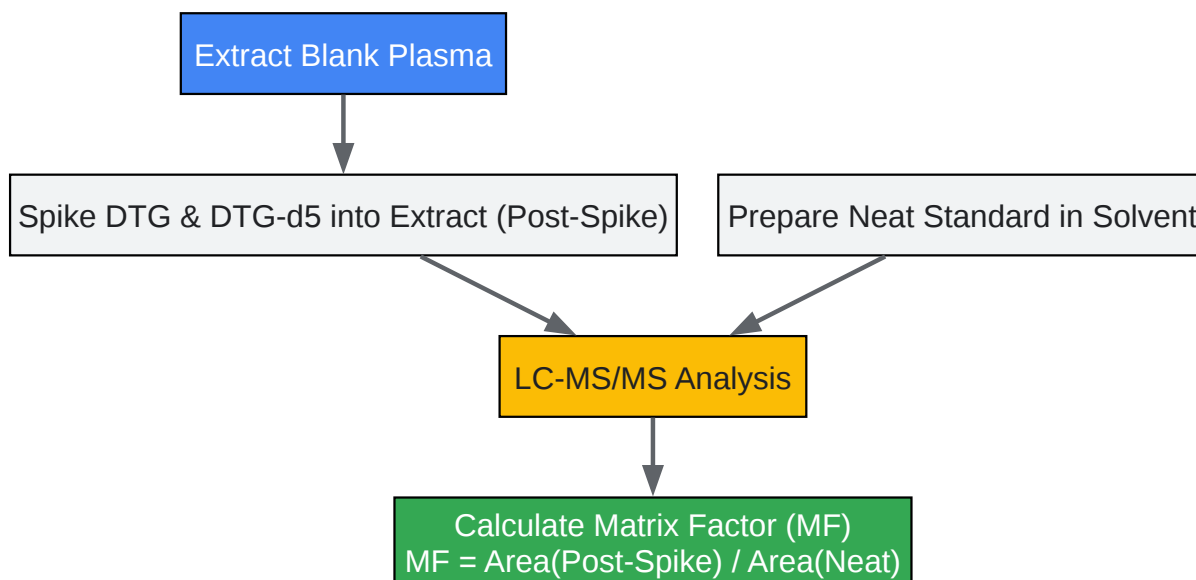 Extract Blank Plasma
Spike DTG & DTG-d5 into Extract (Post-Spike)
Prepare Neat Standard in Solvent
LC-MS/MS Analysis
Calculate Matrix Factor (MF)
MF = Area(Post-Spike) / Area(Neat)